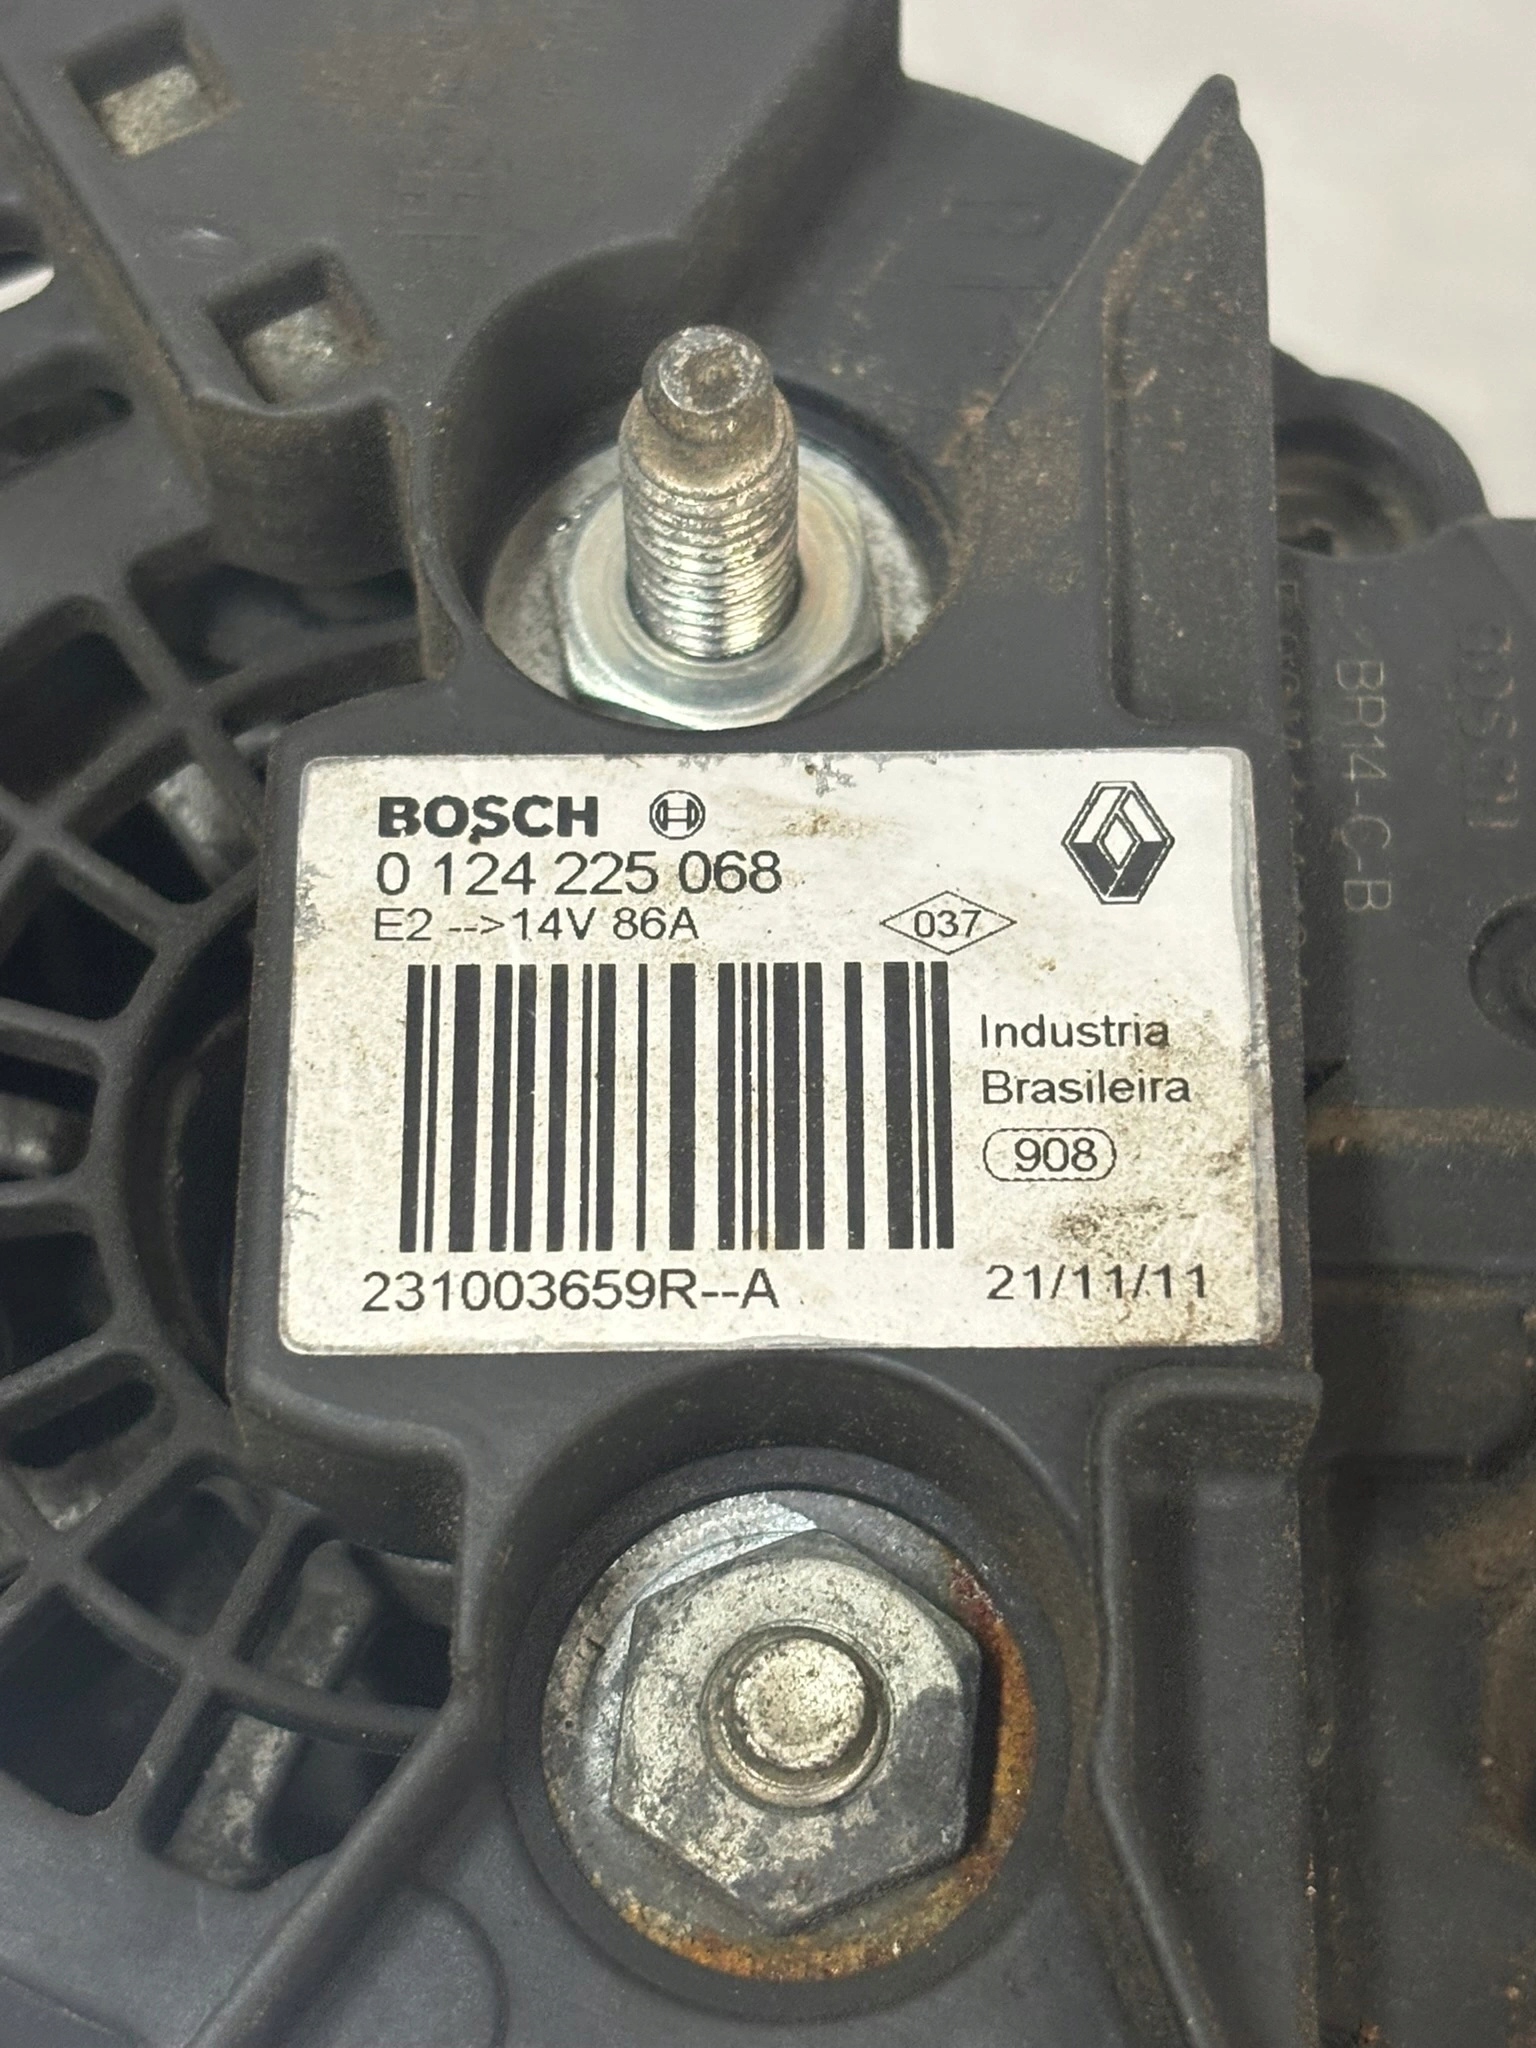 BOSCH
0 124 225 068
E2 -->14V 86A
037
Industria
Brasileira
908
231003659R--A
21/11/11
BR14-C-B